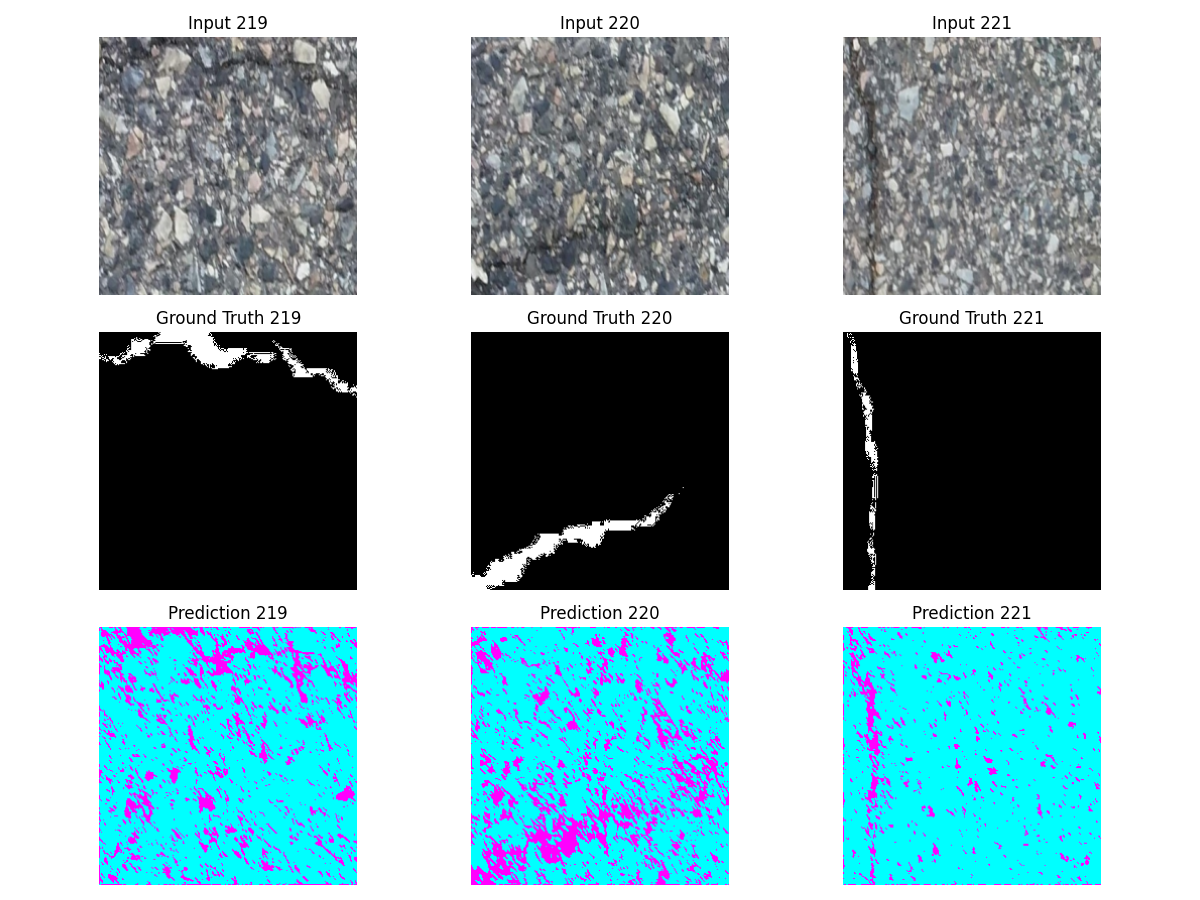 Input 219
Input 220
Input 221
Ground Truth 219
Ground Truth 220
Ground Truth 221
Prediction 219
Prediction 220
Prediction 221